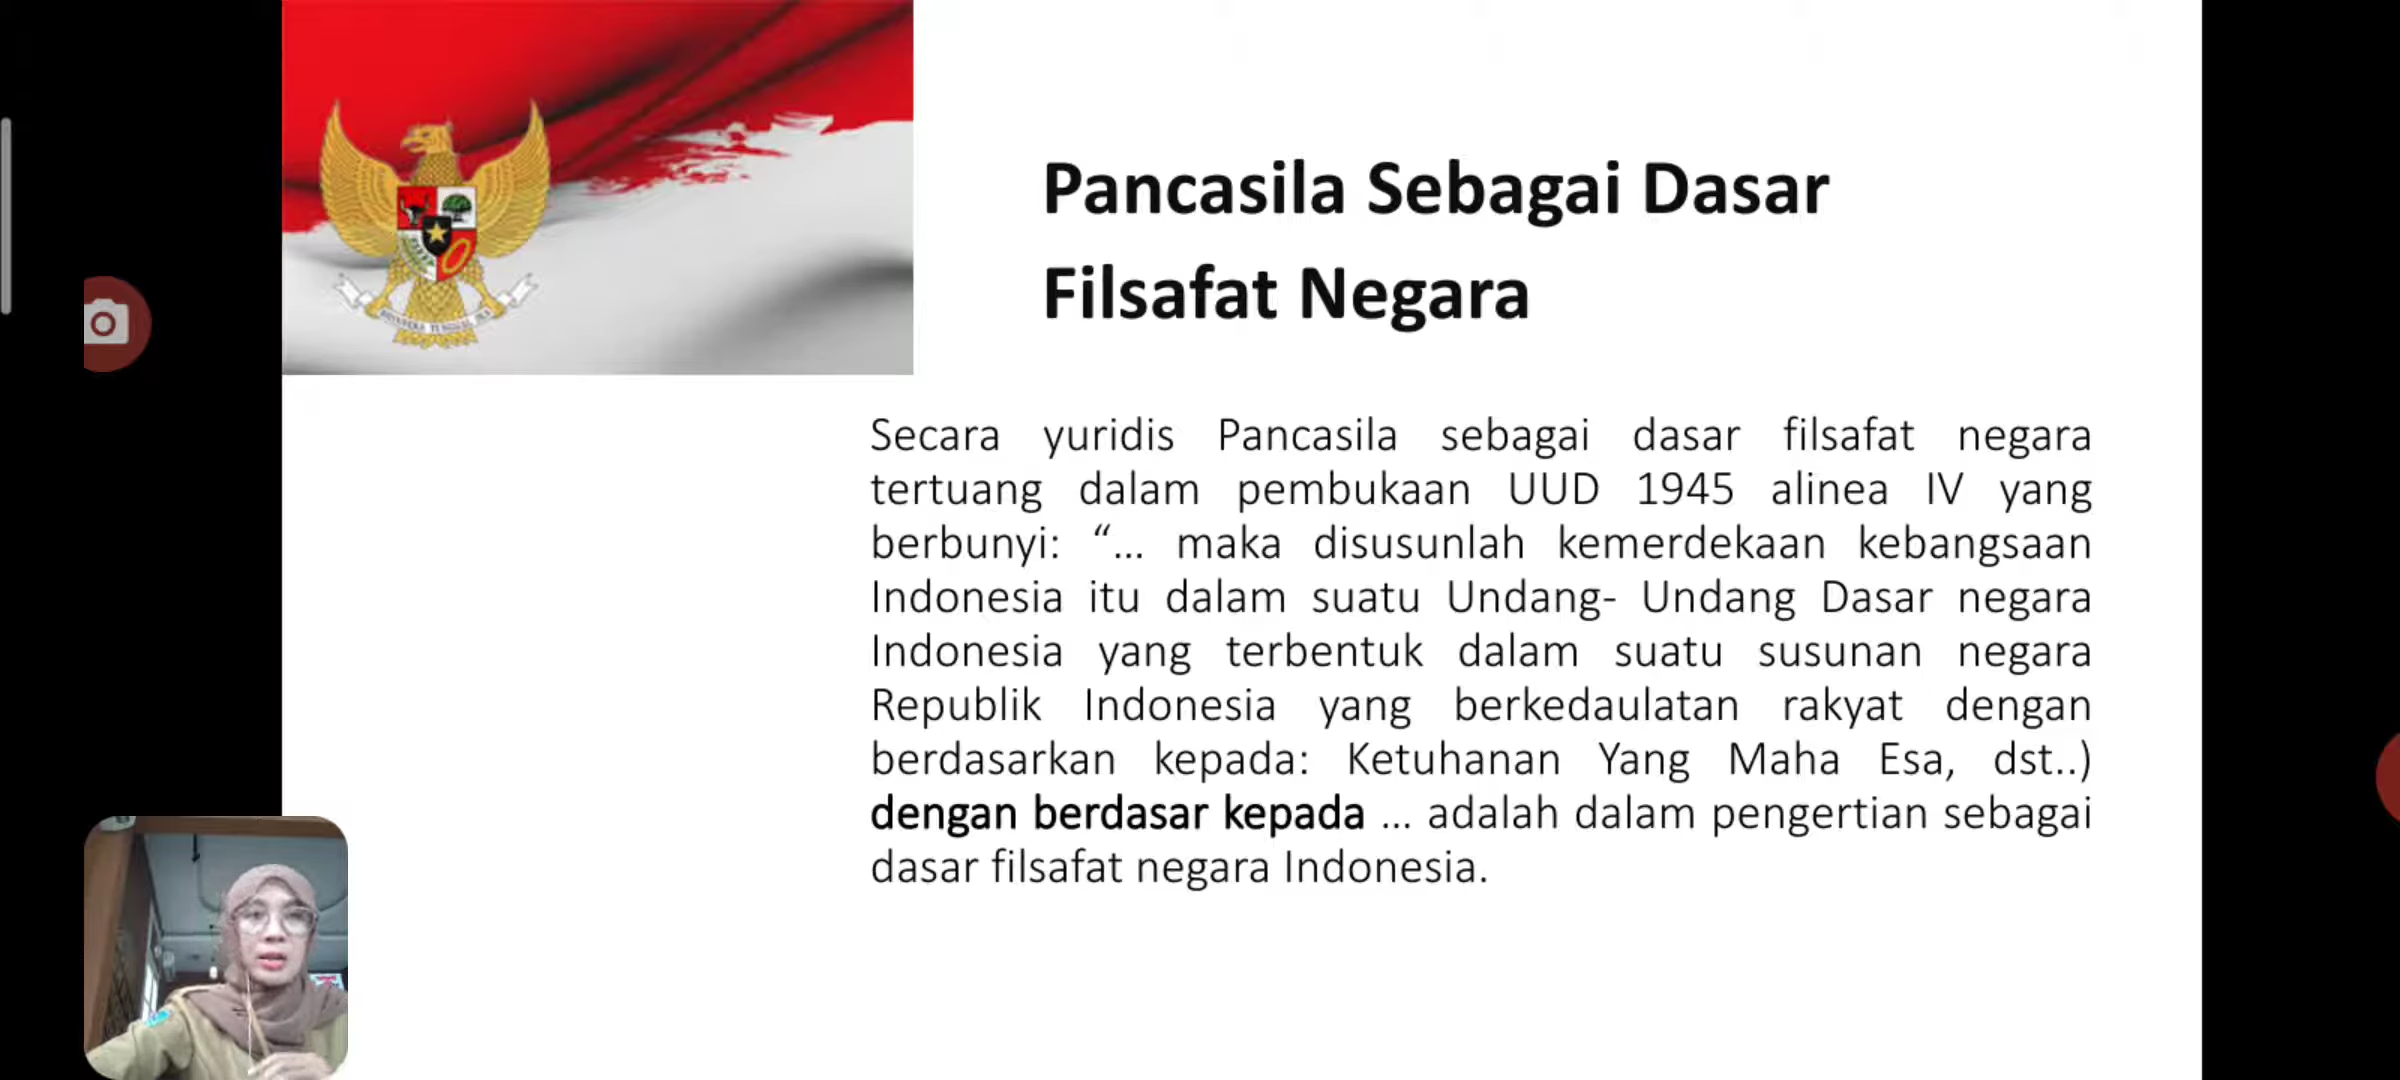 Pancasila Sebagai Dasar
Filsafat Negara
Secara yuridis Pancasila sebagai dasar filsafat negara
tertuang dalam pembukaan UUD 1945 alinea IV yang
berbunyi: “... maka disusunlah kemerdekaan kebangsaan
Indonesia itu dalam suatu Undang- Undang Dasar negara
Indonesia yang terbentuk dalam suatu susunan negara
Republik Indonesia yang berkedaulatan rakyat dengan
berdasarkan kepada: Ketuhanan Yang Maha Esa, dst..)
dengan berdasar kepada ... adalah dalam pengertian sebagai
dasar filsafat negara Indonesia.